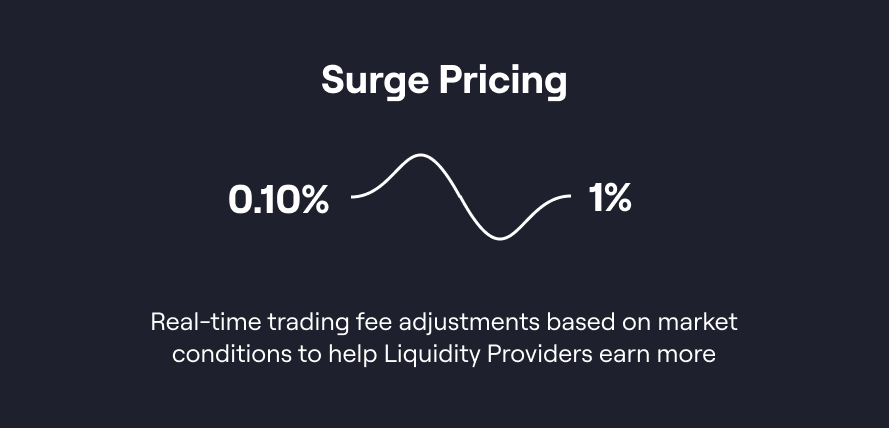 Surge Pricing
0.10% 1%
Real-time trading fee adjustments based on market
conditions to help Liquidity Providers earn more